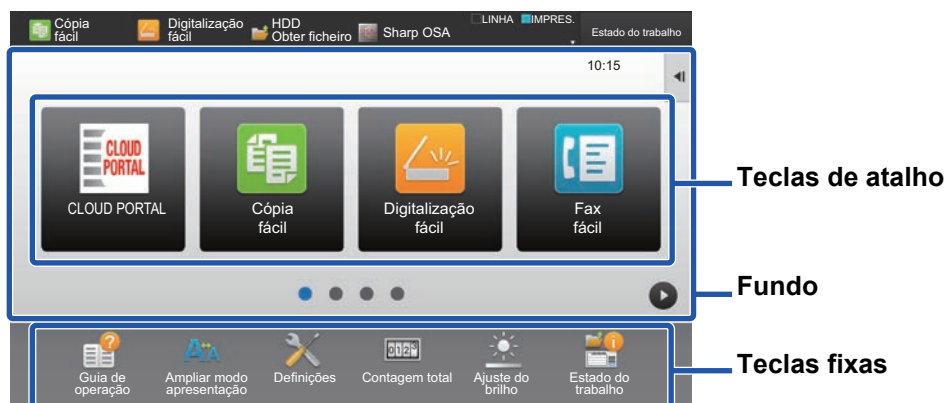 Cópia
fácil
Digitalização
fácil
HDD
Obter ficheiro
Sharp OSA
LINHA
IMPRES.
Estado do trabalho
10:15
CLOUD
PORTAL
CLOUD PORTAL
Cópia
fácil
Digitalização
fácil
Fax
fácil
Teclas de atalho
Fundo
Guia de
operação
Ampliar modo
apresentação
Definições
Contagem total
Ajuste do
brilho
Estado do
trabalho
Teclas fixas